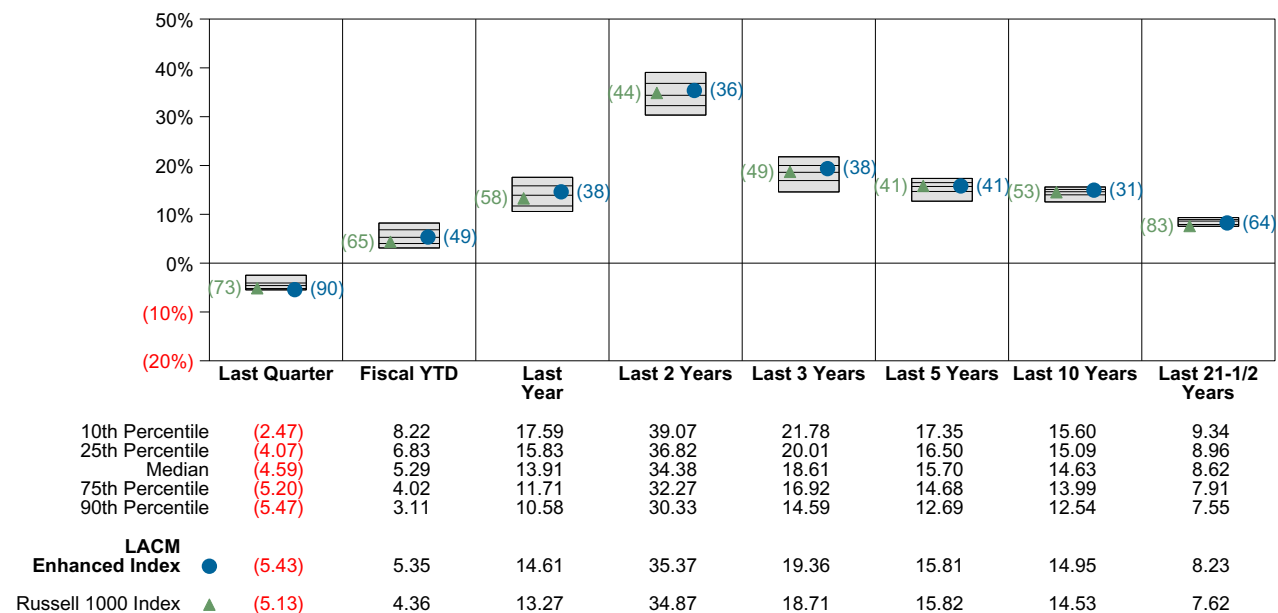 50%
40%
30%
20%
10%
0%
(10%)
(20%)
(73) (90)
(65) (49)
(58) (38)
(44) (36)
(49) (38)
(41) (41)
(53) (31)
(83) (64)
Last Quarter Fiscal YTD Last Year Last 2 Years Last 3 Years Last 5 Years Last 10 Years Last 21-1/2 Years
10th Percentile (2.47) 8.22 17.59 39.07 21.78 17.35 15.60 9.34
25th Percentile (4.07) 6.83 15.83 36.82 20.01 16.50 15.09 8.96
Median (4.59) 5.29 13.91 34.38 18.61 15.70 14.63 8.62
75th Percentile (5.20) 4.02 11.71 32.27 16.92 14.68 13.99 7.91
90th Percentile (5.47) 3.11 10.58 30.33 14.59 12.69 12.54 7.55
LACM
Enhanced Index (5.43) 5.35 14.61 35.37 19.36 15.81 14.95 8.23
Russell 1000 Index (5.13) 4.36 13.27 34.87 18.71 15.82 14.53 7.62